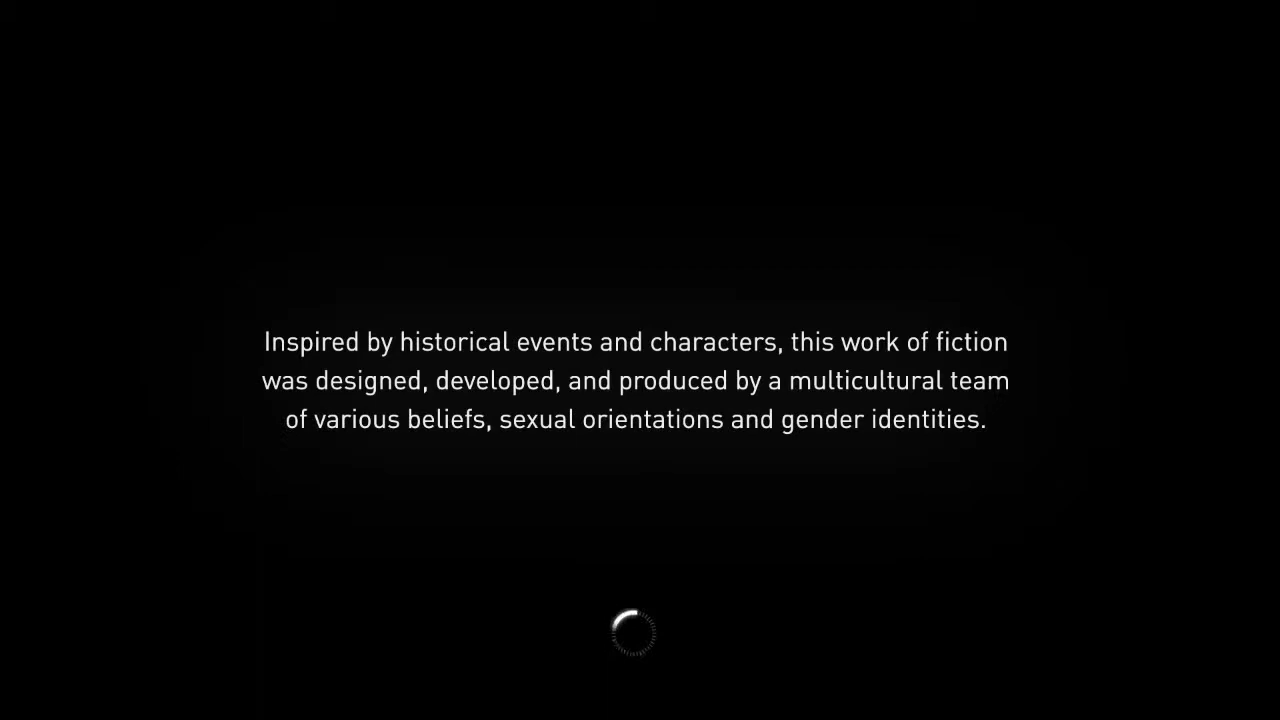 Inspired by historical events and characters, this work of fiction
was designed, developed, and produced by a multicultural team
of various beliefs, sexual orientations and gender identities.